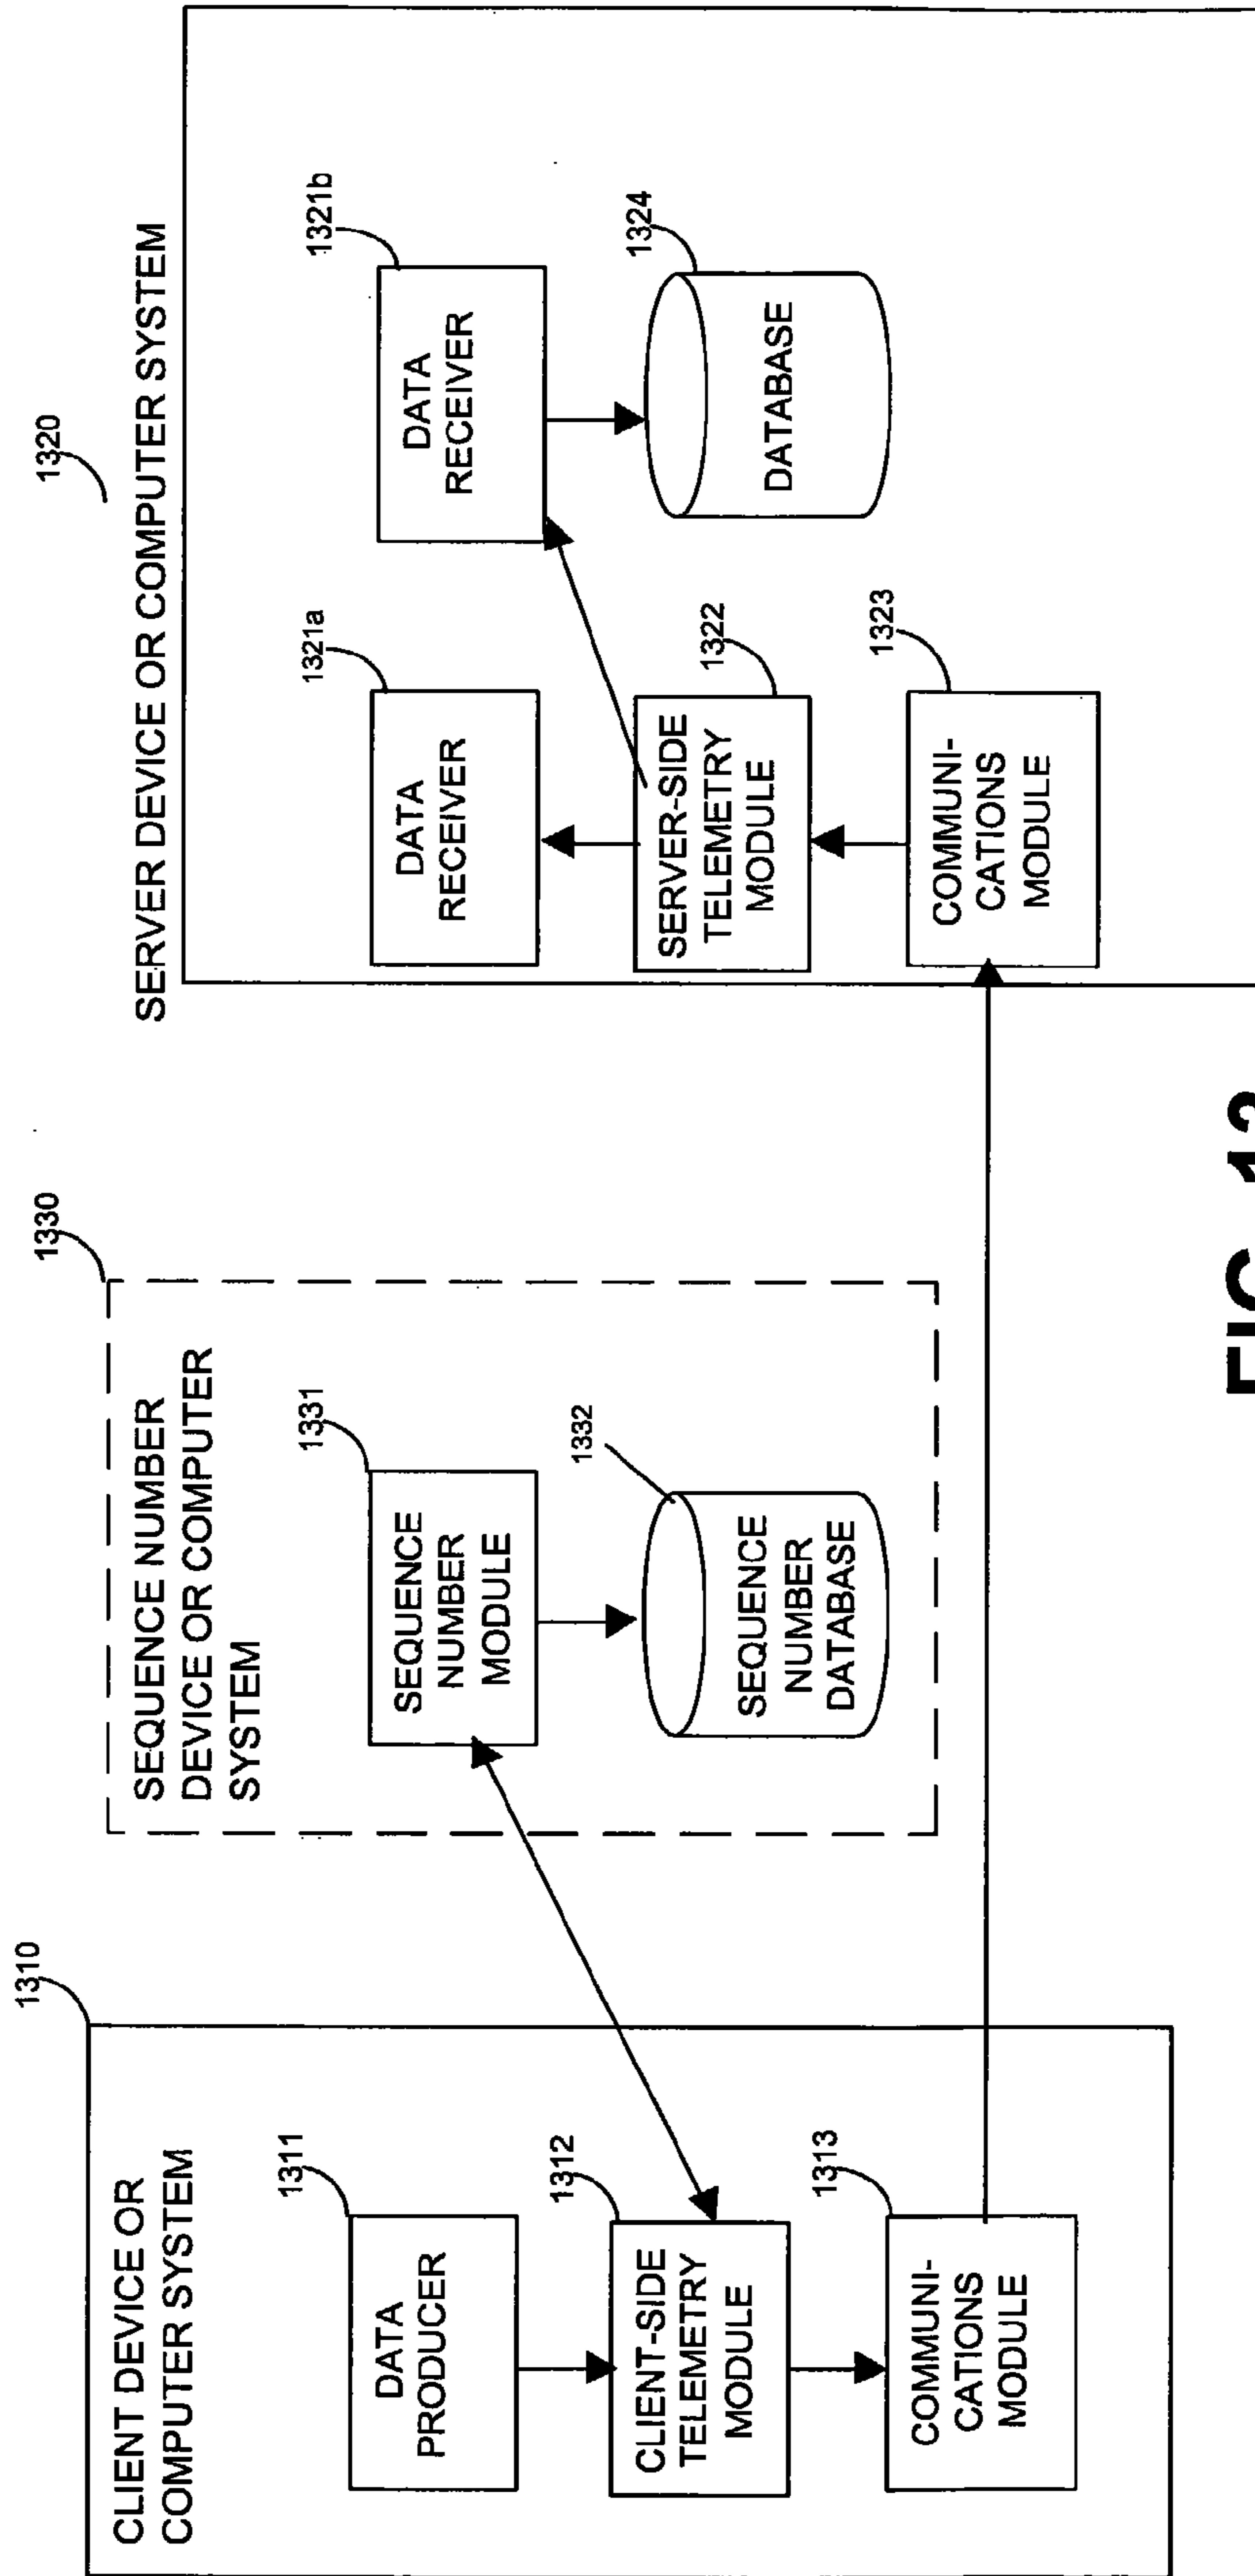 1310
CLIENT DEVICE OR
COMPUTER SYSTEM
1311
DATA
PRODUCER
1312
CLIENT-SIDE
TELEMETRY
MODULE
1313
COMMUNI-
CATIONS
MODULE
1330
SEQUENCE NUMBER
DEVICE OR COMPUTER
SYSTEM
1331
SEQUENCE
NUMBER
MODULE
1332
SEQUENCE
NUMBER
DATABASE
1320
SERVER DEVICE OR COMPUTER SYSTEM
1321a
DATA
RECEIVER
1321b
DATA
RECEIVER
1322
SERVER-SIDE
TELEMETRY
MODULE
1324
DATABASE
1323
COMMUNI-
CATIONS
MODULE
FIG. 13